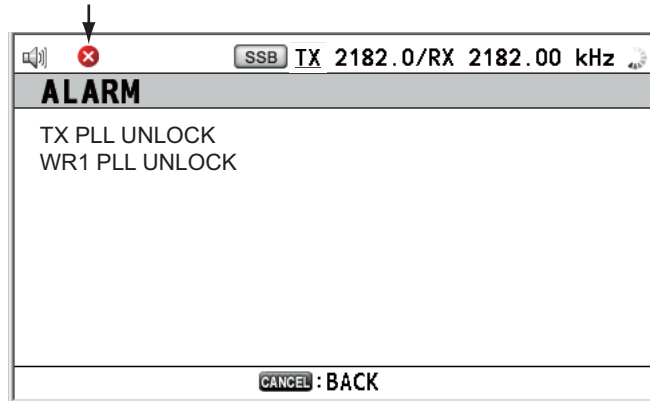 SSB TX 2182.0/RX 2182.00 kHz
ALARM
TX PLL UNLOCK
WR1 PLL UNLOCK
CANCEL : BACK